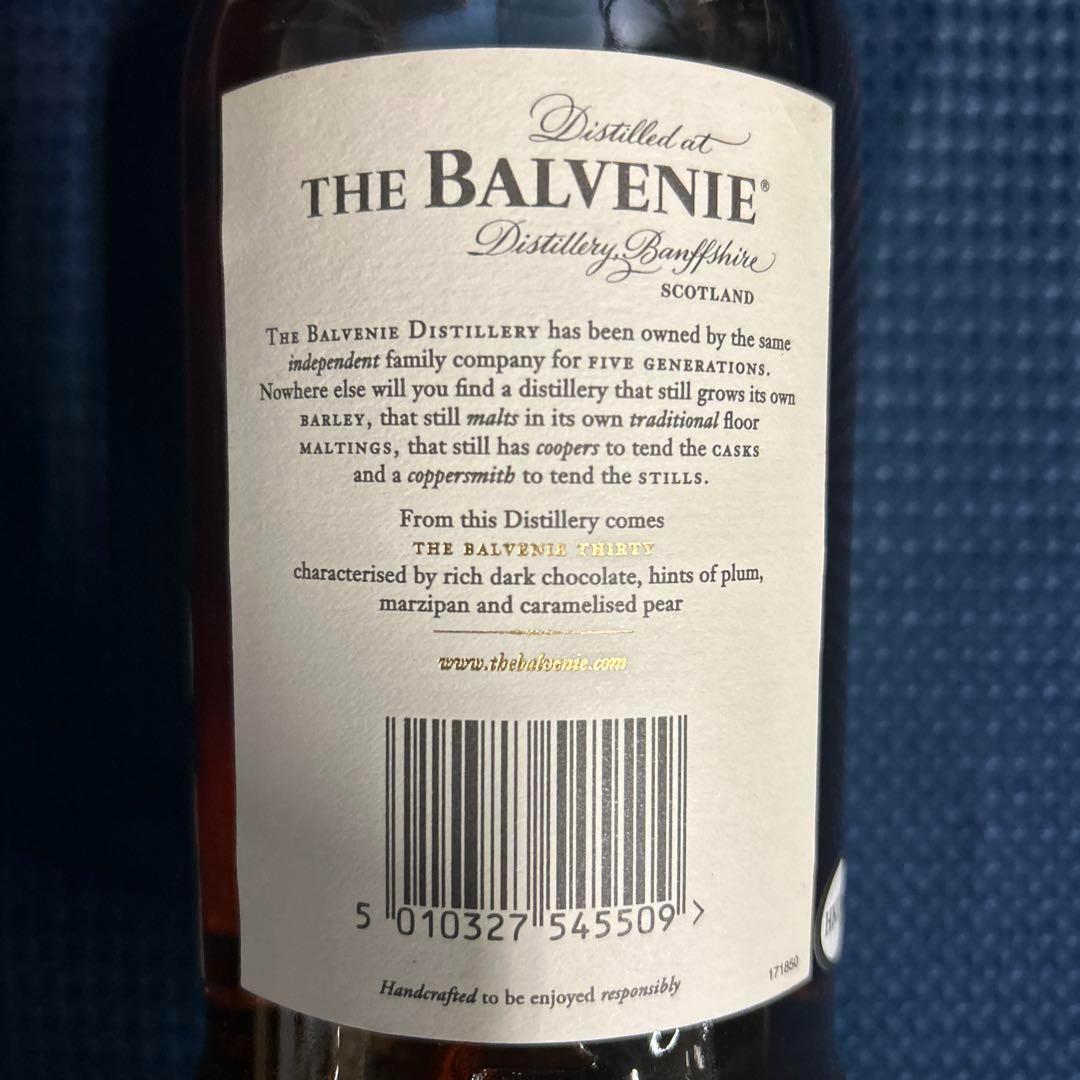 Distilled at
THE BALVENIE®
Distillery, Banffshire
SCOTLAND
THE BALVENIE DISTILLERY has been owned by the same
independent family company for FIVE GENERATIONS.
Nowhere else will you find a distillery that still grows its own
BARLEY, that still malts in its own traditional floor
MALTINGS, that still has coopers to tend the CASKS
and a coppersmith to tend the STILLS.
From this Distillery comes
THE BALVENIE THIRTY
characterised by rich dark chocolate, hints of plum,
marzipan and caramelised pear
www.thebalvenie.com
5 010327 545509 >
171850
Handcrafted to be enjoyed responsibly